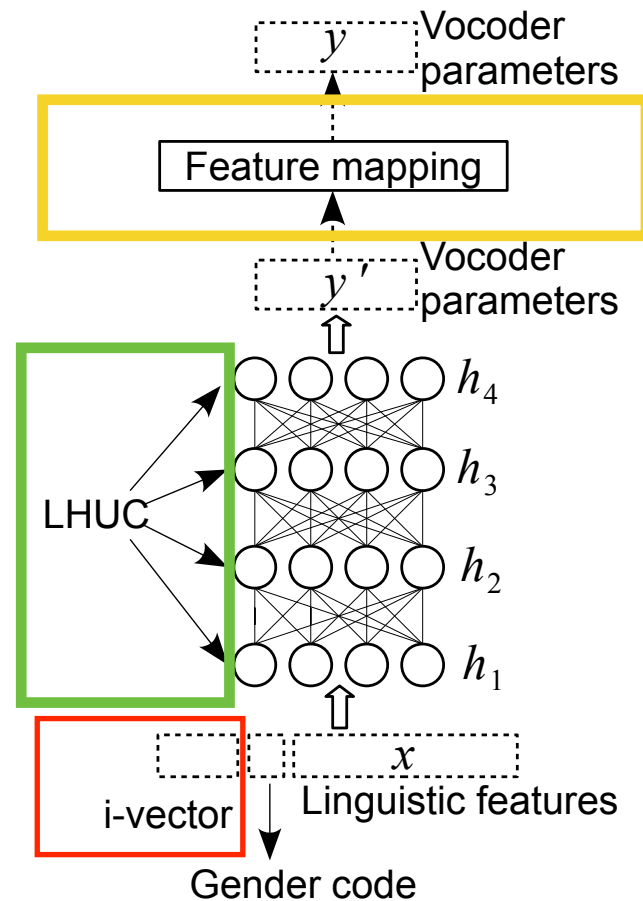 y
Vocoder
parameters
Feature mapping
y'
Vocoder
parameters
h₄
h₃
LHUC
h₂
h₁
x
i-vector
Linguistic features
Gender code